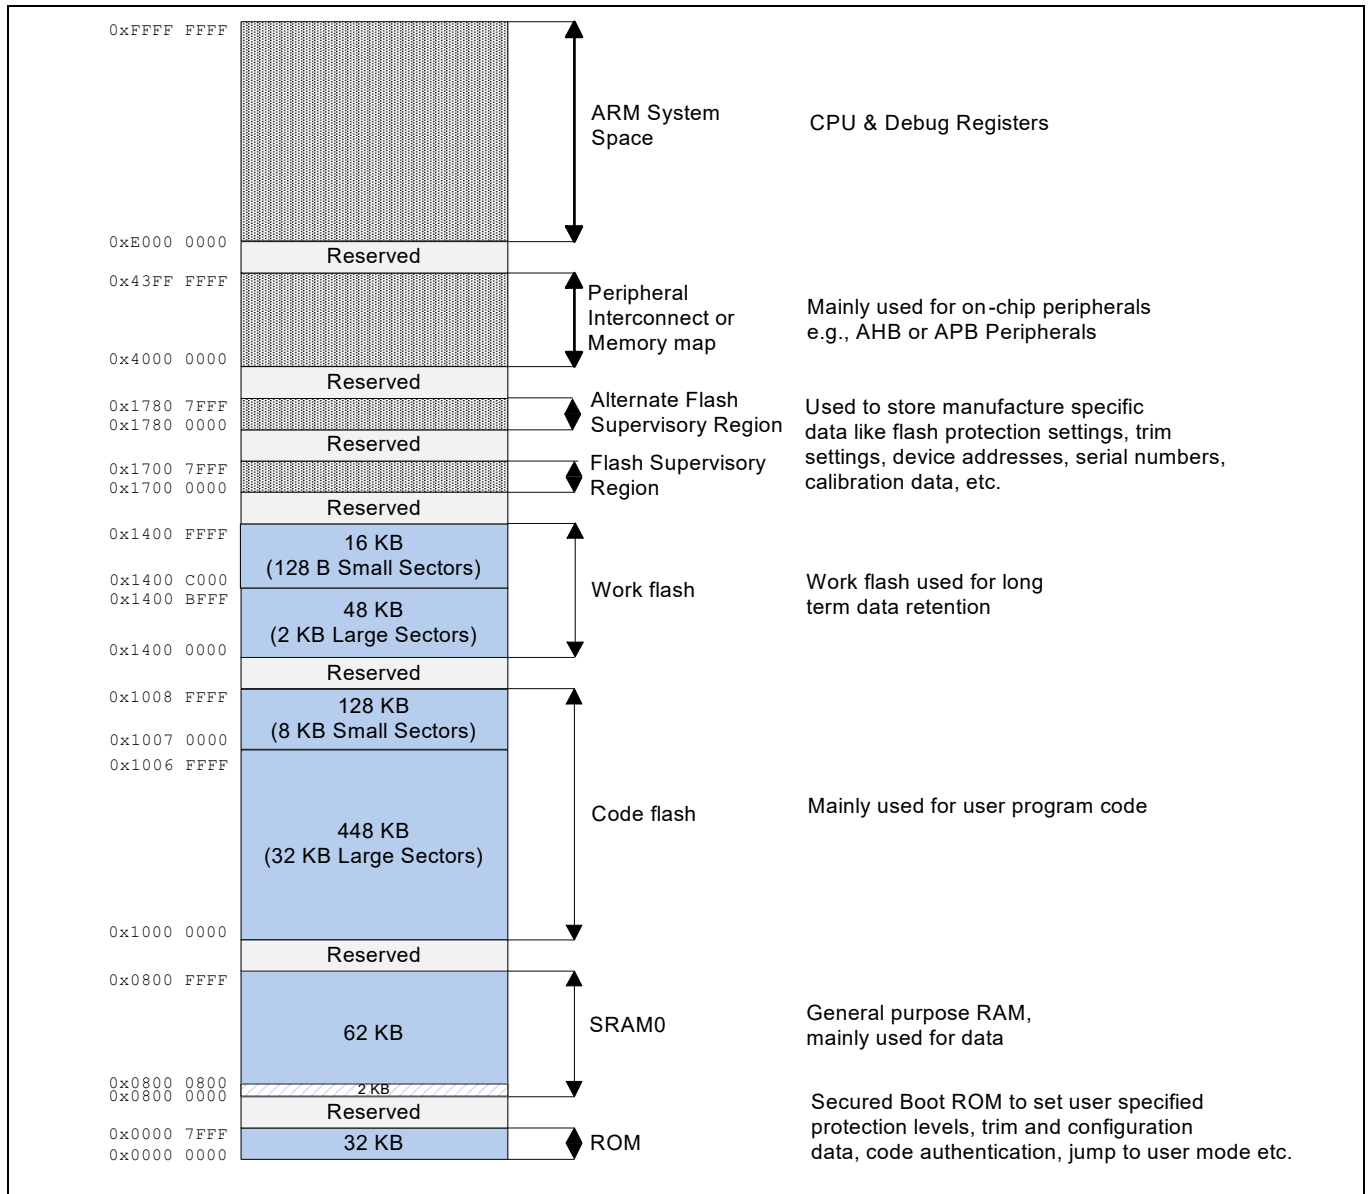 0xFFFF FFFF
ARM System
Space
CPU & Debug Registers
0xE000 0000
Reserved
0x43FF FFFF
Peripheral
Interconnect or
Memory map
Mainly used for on-chip peripherals
e.g., AHB or APB Peripherals
0x4000 0000
Reserved
0x1780 7FFF
0x1780 0000
Alternate Flash
Supervisory Region
Used to store manufacture specific
data like flash protection settings, trim
settings, device addresses, serial numbers,
calibration data, etc.
Reserved
0x1700 7FFF
0x1700 0000
Flash Supervisory
Region
Reserved
0x1400 FFFF
16 KB
(128 B Small Sectors)
0x1400 C000
0x1400 BFFF
48 KB
(2 KB Large Sectors)
0x1400 0000
Work flash
Work flash used for long
term data retention
Reserved
0x1008 FFFF
128 KB
(8 KB Small Sectors)
0x1007 0000
0x1006 FFFF
448 KB
(32 KB Large Sectors)
0x1000 0000
Code flash
Mainly used for user program code
Reserved
0x0800 FFFF
62 KB
SRAM0
General purpose RAM,
mainly used for data
0x0800 0800
2 KB
0x0800 0000
Reserved
0x0000 7FFF
32 KB
0x0000 0000
ROM
Secured Boot ROM to set user specified
protection levels, trim and configuration
data, code authentication, jump to user mode etc.